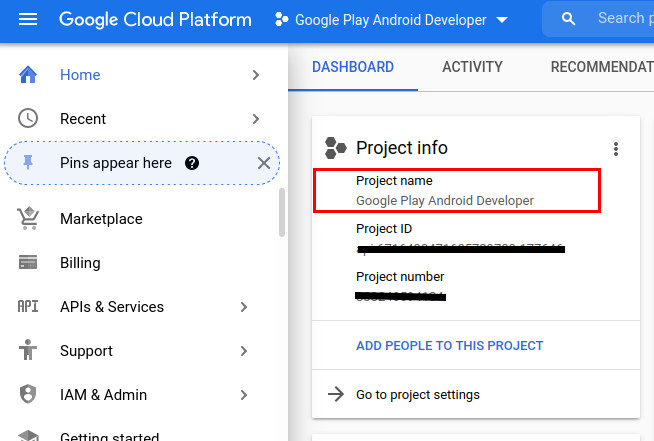 Google Cloud Platform
Google Play Android Developer
Search p
Home
Recent
Pins appear here
Marketplace
Billing
API APIs & Services
Support
IAM & Admin
Getting started
DASHBOARD
ACTIVITY
RECOMMENDAT
Project info
Project name
Google Play Android Developer
Project ID
Project number
ADD PEOPLE TO THIS PROJECT
Go to project settings